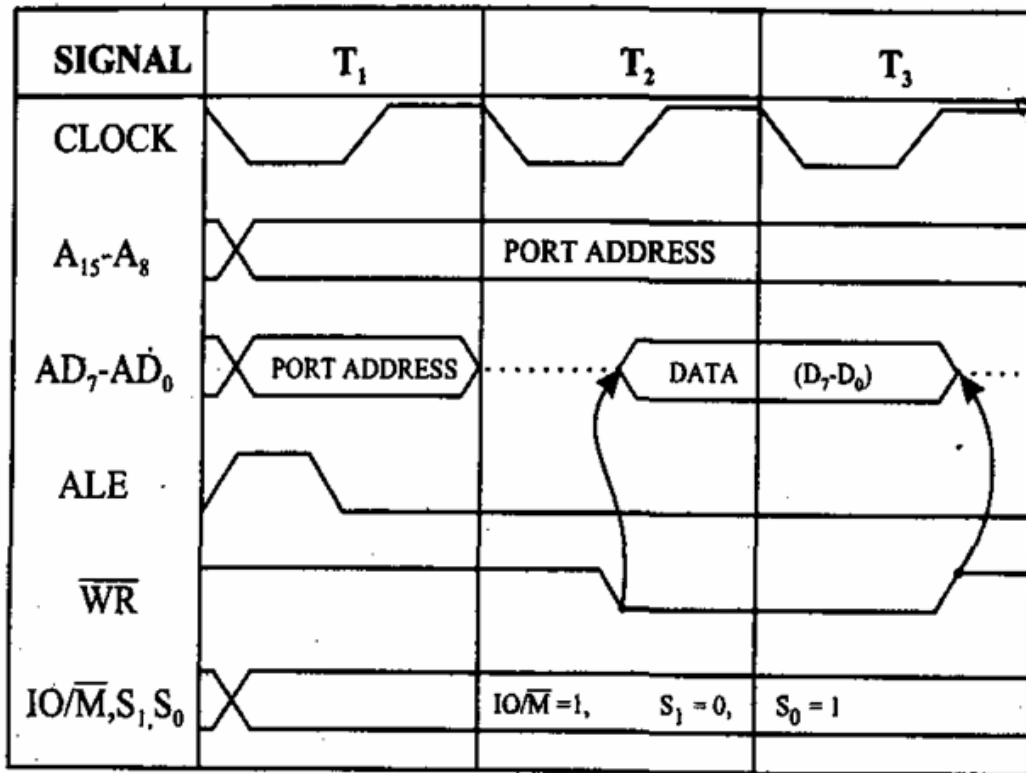 SIGNAL T₁ T₂ T₃
CLOCK
A₁₅-A₈ PORT ADDRESS
AD₇-AD₀ PORT ADDRESS DATA (D₇-D₀)
ALE
W̅R̅
IO/M̅,S₁,S₀ IO/M̅ =1, S₁ = 0, S₀ = 1